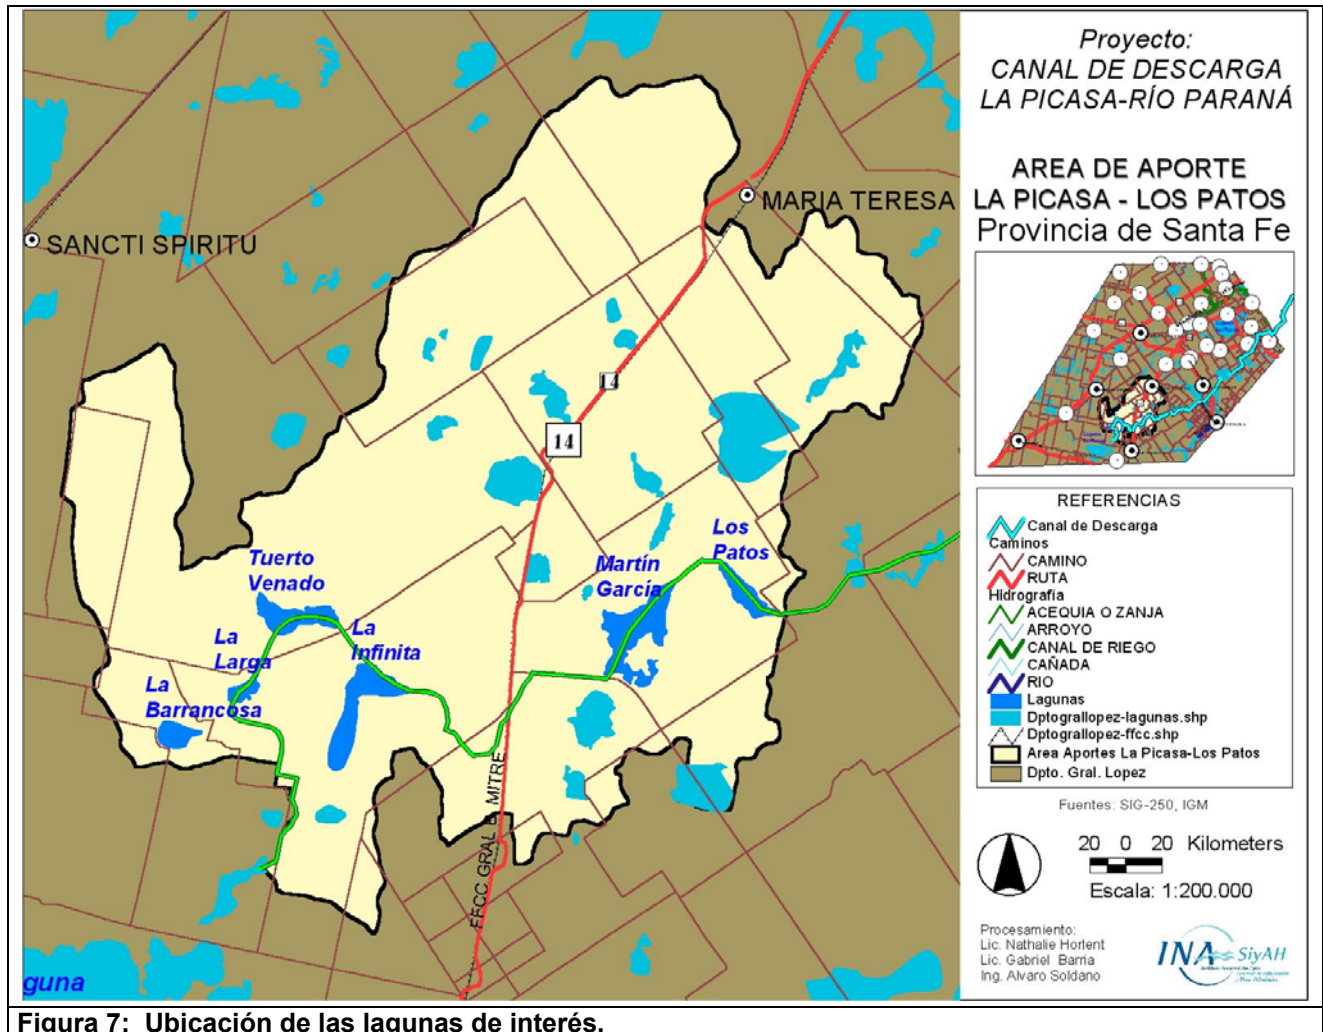 Proyecto:
CANAL DE DESCARGA
LA PICASA-RÍO PARANÁ
AREA DE APORTE
LA PICASA - LOS PATOS
Provincia de Santa Fe
MARIA TERESA
SANCTI SPIRITU
14
14
Tuerto
Venado
La
Larga
La
Infinita
La
Barrancosa
Martín
García
Los
Patos
FFCC GRAL B MITRE
guna
REFERENCIAS
Canal de Descarga
Caminos
CAMINO
RUTA
Hidrografia
ACEQUIA O ZANJA
ARROYO
CANAL DE RIEGO
CAÑADA
RIO
Lagunas
Dptograllopez-lagunas.shp
Dptograllopez-ffcc.shp
Area Aportes La Picasa-Los Patos
Dpto. Gral. Lopez
Fuentes: SIG-250, IGM
20 0 20 Kilometers
Escala: 1:200.000
Procesamiento:
Lic. Nathalie Horlent
Lic. Gabriel Barria
Ing. Alvaro Soldano
INA SiyAH
Figura 7: Ubicación de las lagunas de interés.